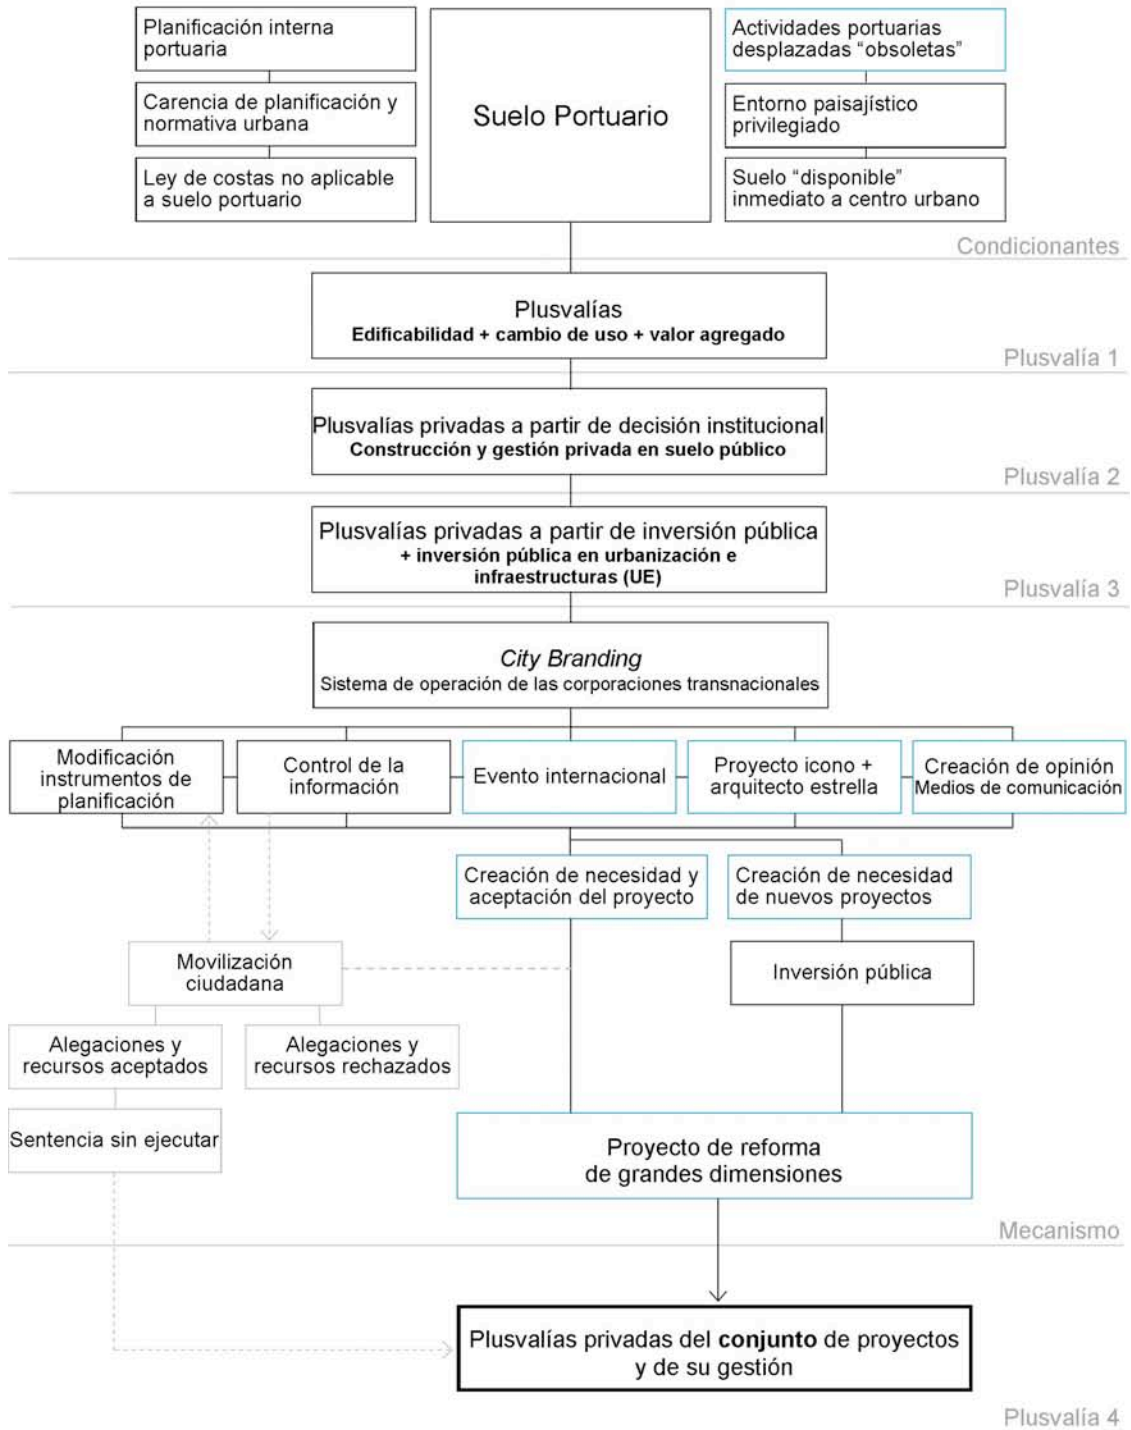 Planificación interna
portuaria
Carencia de planificación y
normativa urbana
Ley de costas no aplicable
a suelo portuario
Suelo Portuario
Actividades portuarias
desplazadas “obsoletas”
Entorno paisajístico
privilegiado
Suelo “disponible”
inmediato a centro urbano
Condicionantes
Plusvalías
Edificabilidad + cambio de uso + valor agregado
Plusvalía 1
Plusvalías privadas a partir de decisión institucional
Construcción y gestión privada en suelo público
Plusvalía 2
Plusvalías privadas a partir de inversión pública
+ inversión pública en urbanización e
infraestructuras (UE)
Plusvalía 3
City Branding
Sistema de operación de las corporaciones transnacionales
Modificación
instrumentos de
planificación
Control de la
información
Evento internacional
Proyecto icono +
arquitecto estrella
Creación de opinión
Medios de comunicación
Creación de necesidad y
aceptación del proyecto
Creación de necesidad
de nuevos proyectos
Movilización
ciudadana
Inversión pública
Alegaciones y
recursos aceptados
Alegaciones y
recursos rechazados
Sentencia sin ejecutar
Proyecto de reforma
de grandes dimensiones
Mecanismo
Plusvalías privadas del conjunto de proyectos
y de su gestión
Plusvalía 4